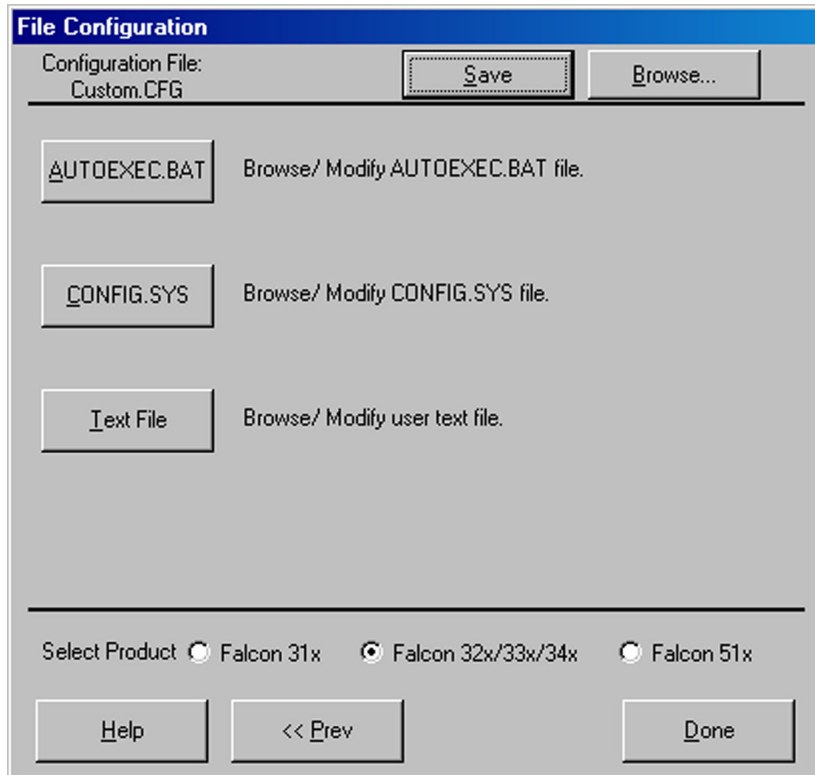 File Configuration
Configuration File:
Custom.CFG
Save
Browse...
AUTOEXEC.BAT
Browse/ Modify AUTOEXEC.BAT file.
CONFIG.SYS
Browse/ Modify CONFIG.SYS file.
Text File
Browse/ Modify user text file.
Select Product
Falcon 31x
Falcon 32x/33x/34x
Falcon 51x
Help
<< Prev
Done